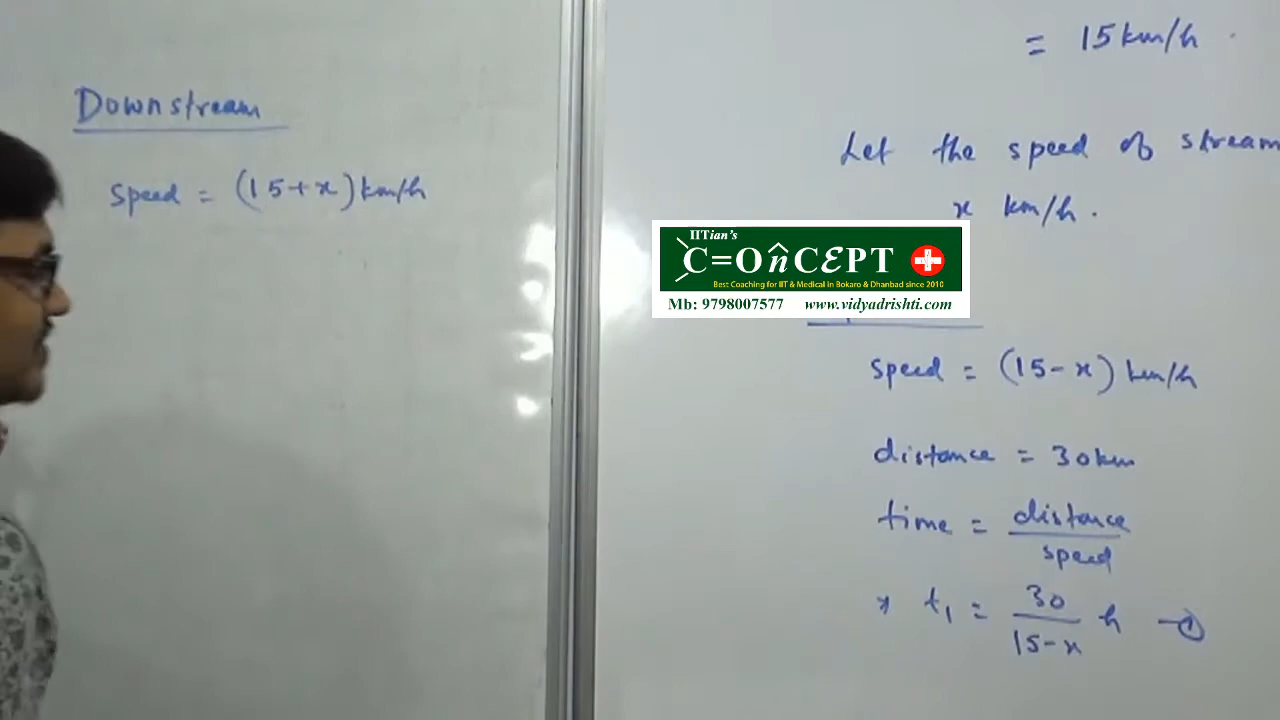 Downstream
speed = (15+x) km/h
= 15 km/h
Let the speed of stream
x km/h.
IITian's
C=OnCEPT
Best Coaching for IIT & Medical in Bokaro & Dhanbad since 2010
Mb: 9798007577 www.vidyadrishti.com
speed = (15-x) km/h
distance = 30km
time = distance
speed
t₁ = 30
15-x h —①